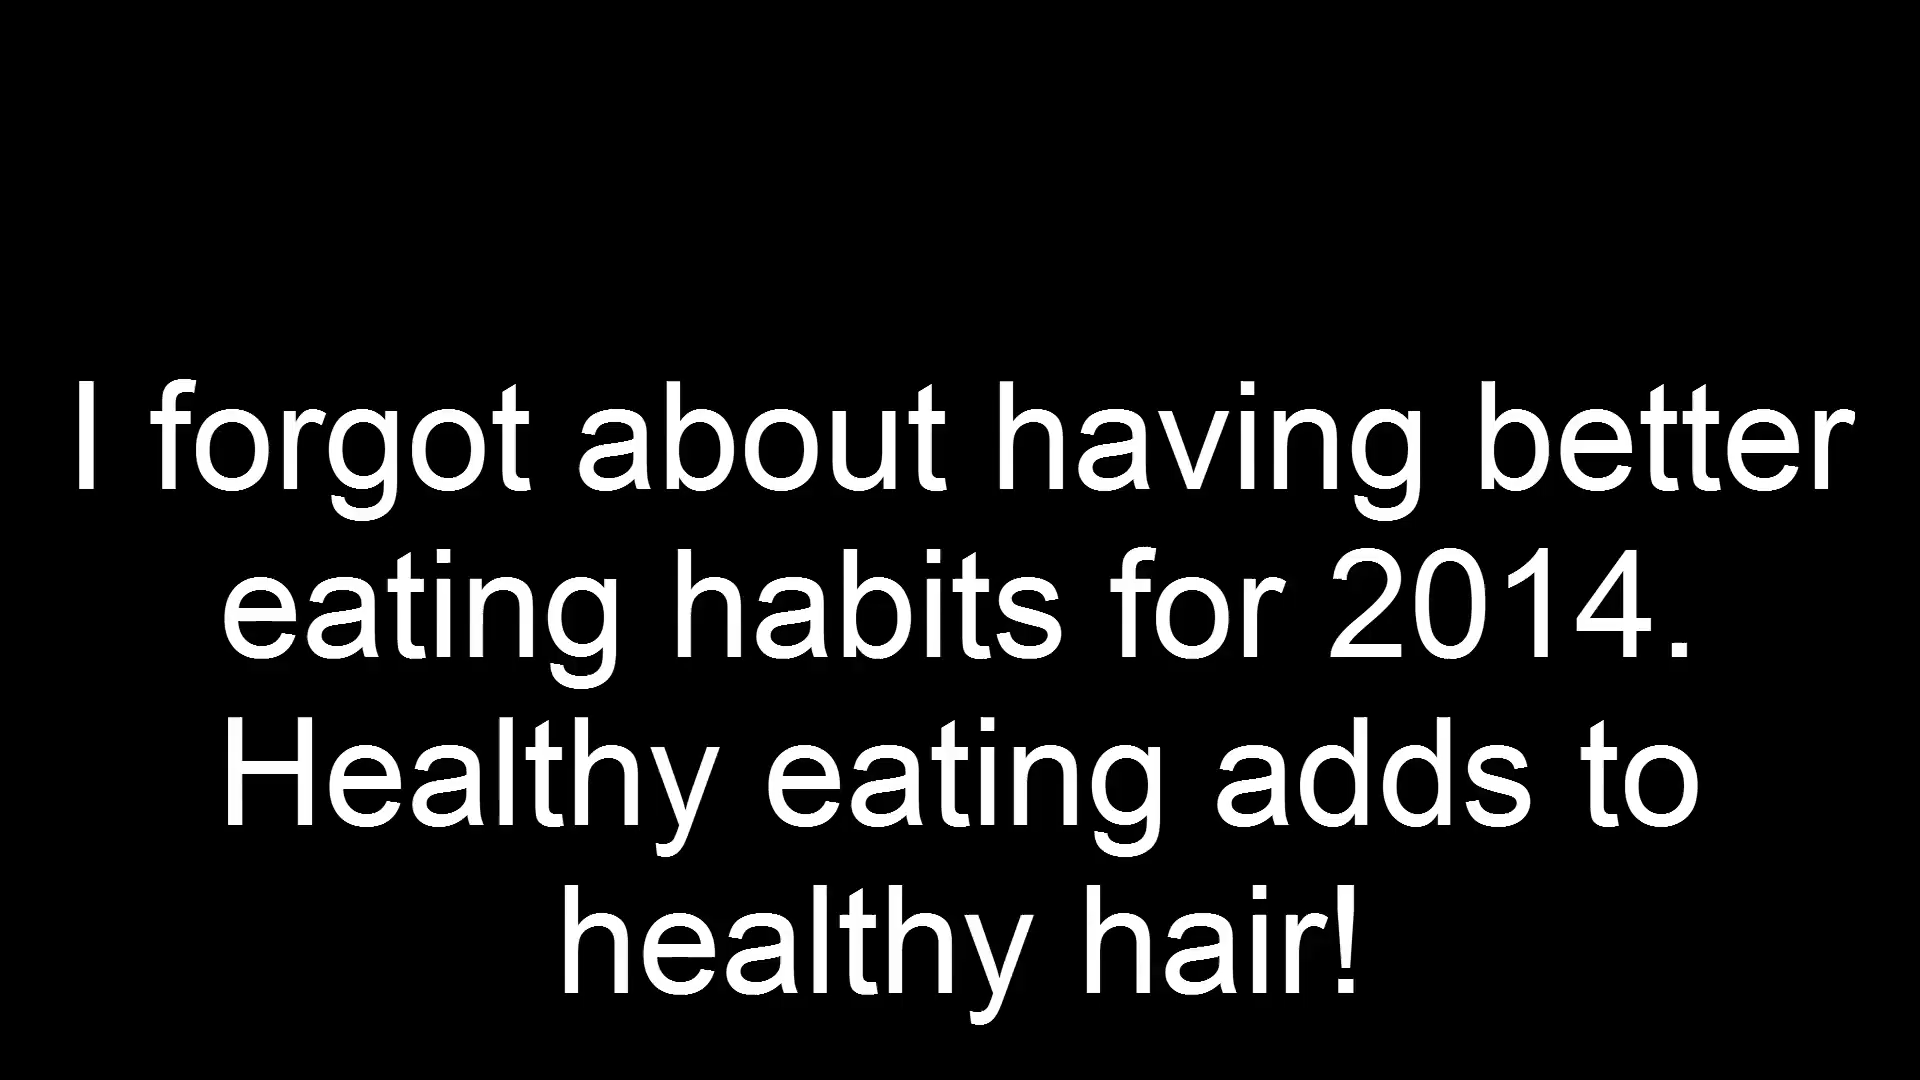 I forgot about having better
eating habits for 2014.
Healthy eating adds to
healthy hair!